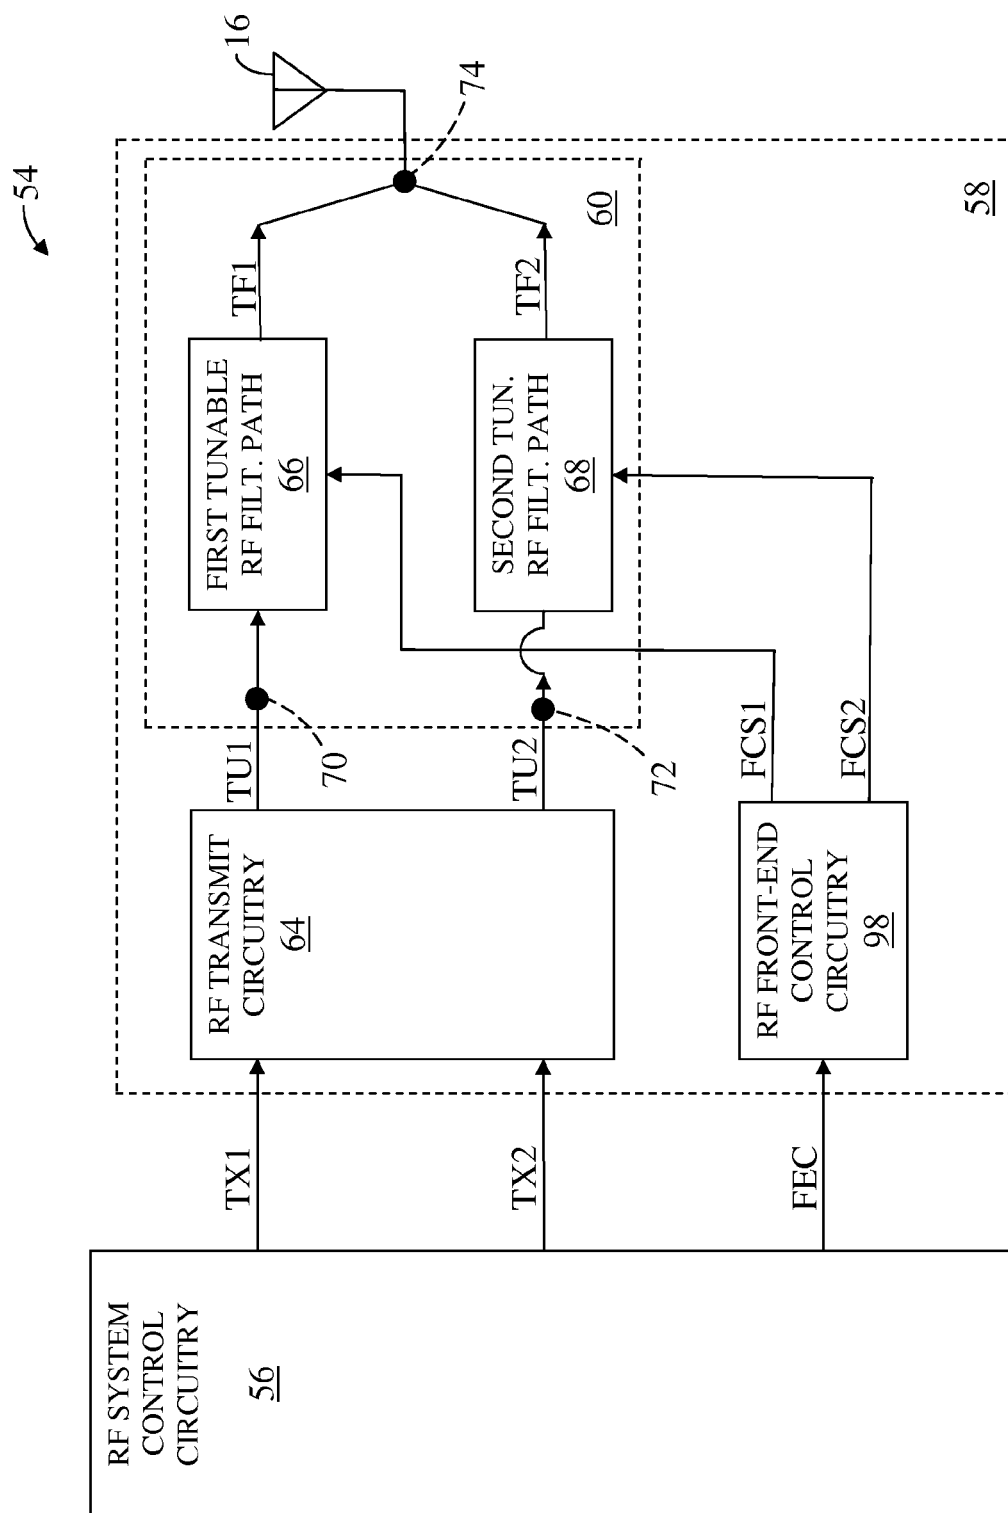 54
16
74
RF SYSTEM
CONTROL
CIRCUITRY
56
TX1
TX2
FEC
RF TRANSMIT
CIRCUITRY
64
TU1
TU2
70
72
FIRST TUNABLE
RF FILT. PATH
66
SECOND TUN.
RF FILT. PATH
68
TF1
TF2
60
RF FRONT-END
CONTROL
CIRCUITRY
98
FCS1
FCS2
58